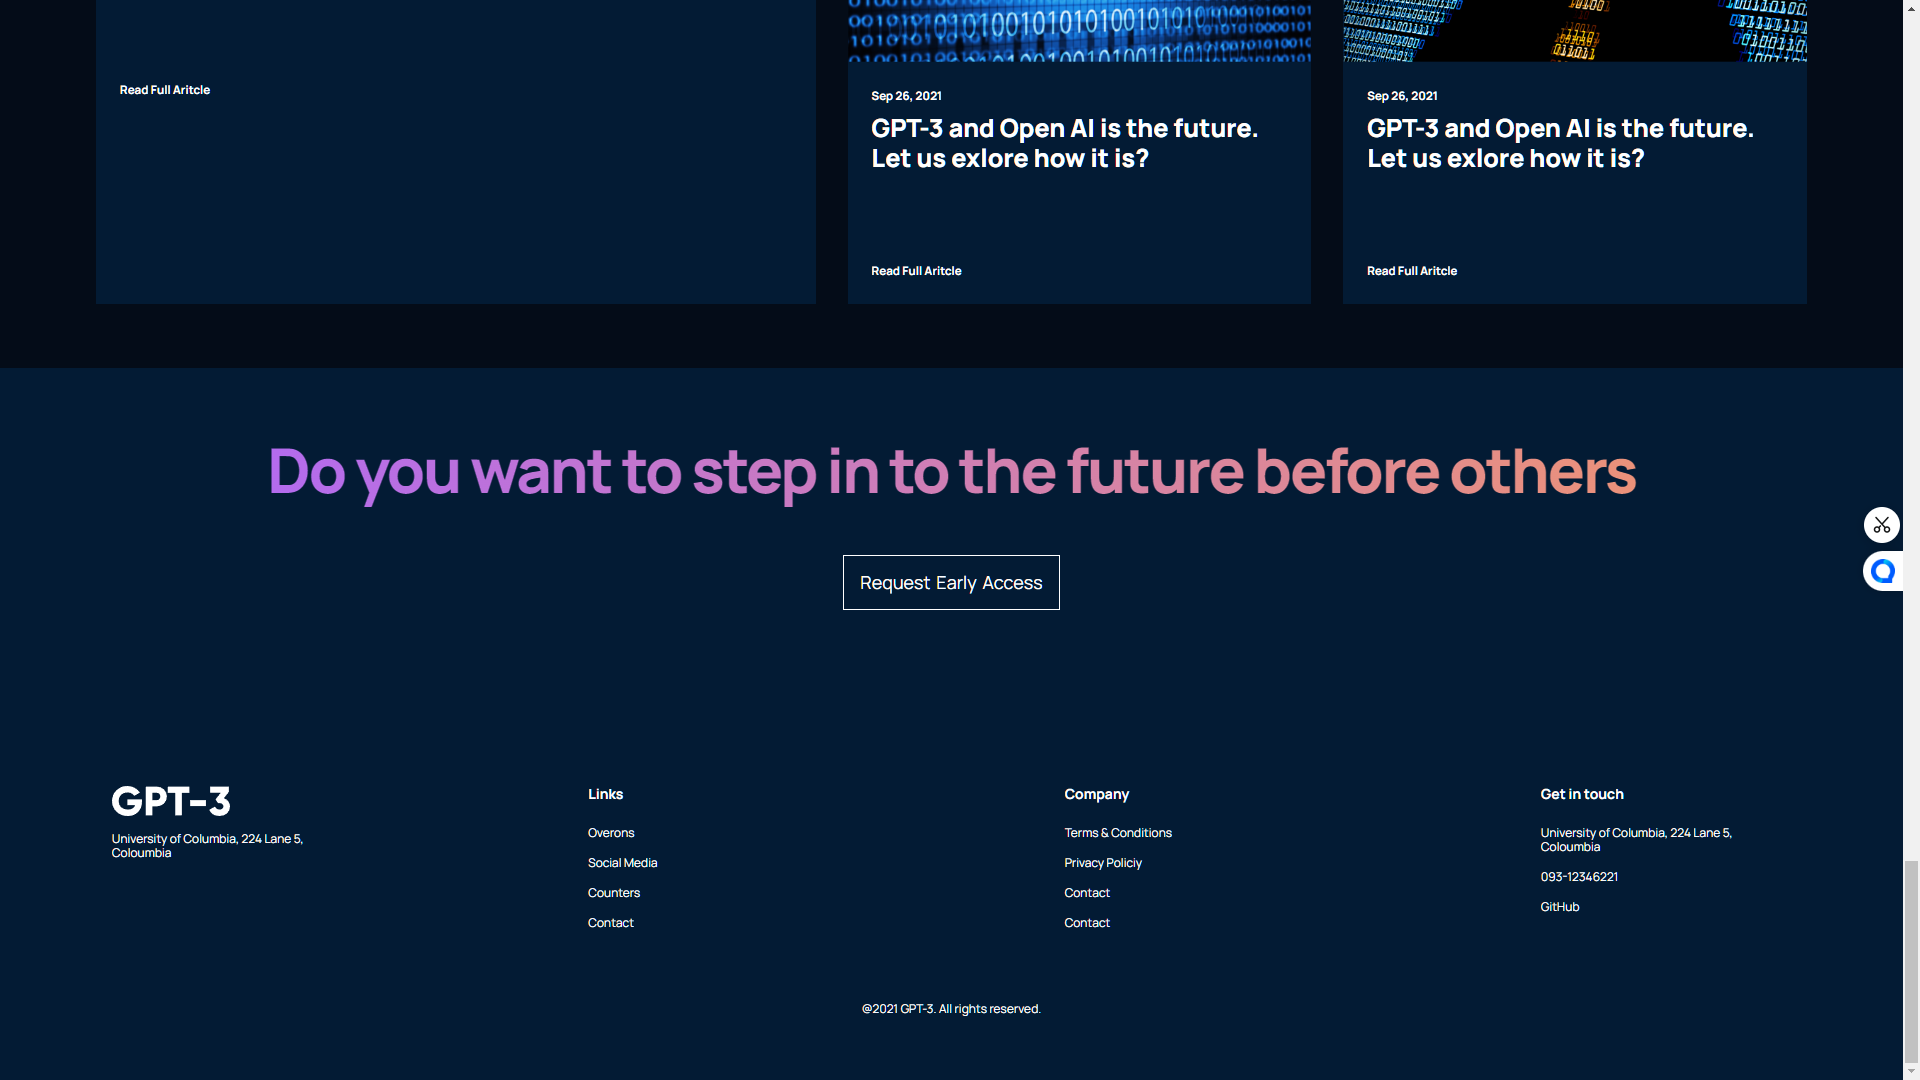 Read Full Aritcle
Sep 26, 2021
GPT-3 and Open AI is the future.
Let us exlore how it is?
Read Full Aritcle
Sep 26, 2021
GPT-3 and Open AI is the future.
Let us exlore how it is?
Read Full Aritcle
Do you want to step in to the future before others
Request Early Access
GPT-3
University of Columbia, 224 Lane 5,
Coloumbia
Links
Overons
Social Media
Counters
Contact
Company
Terms & Conditions
Privacy Policiy
Contact
Contact
Get in touch
University of Columbia, 224 Lane 5,
Coloumbia
093-12346221
GitHub
@2021 GPT-3. All rights reserved.